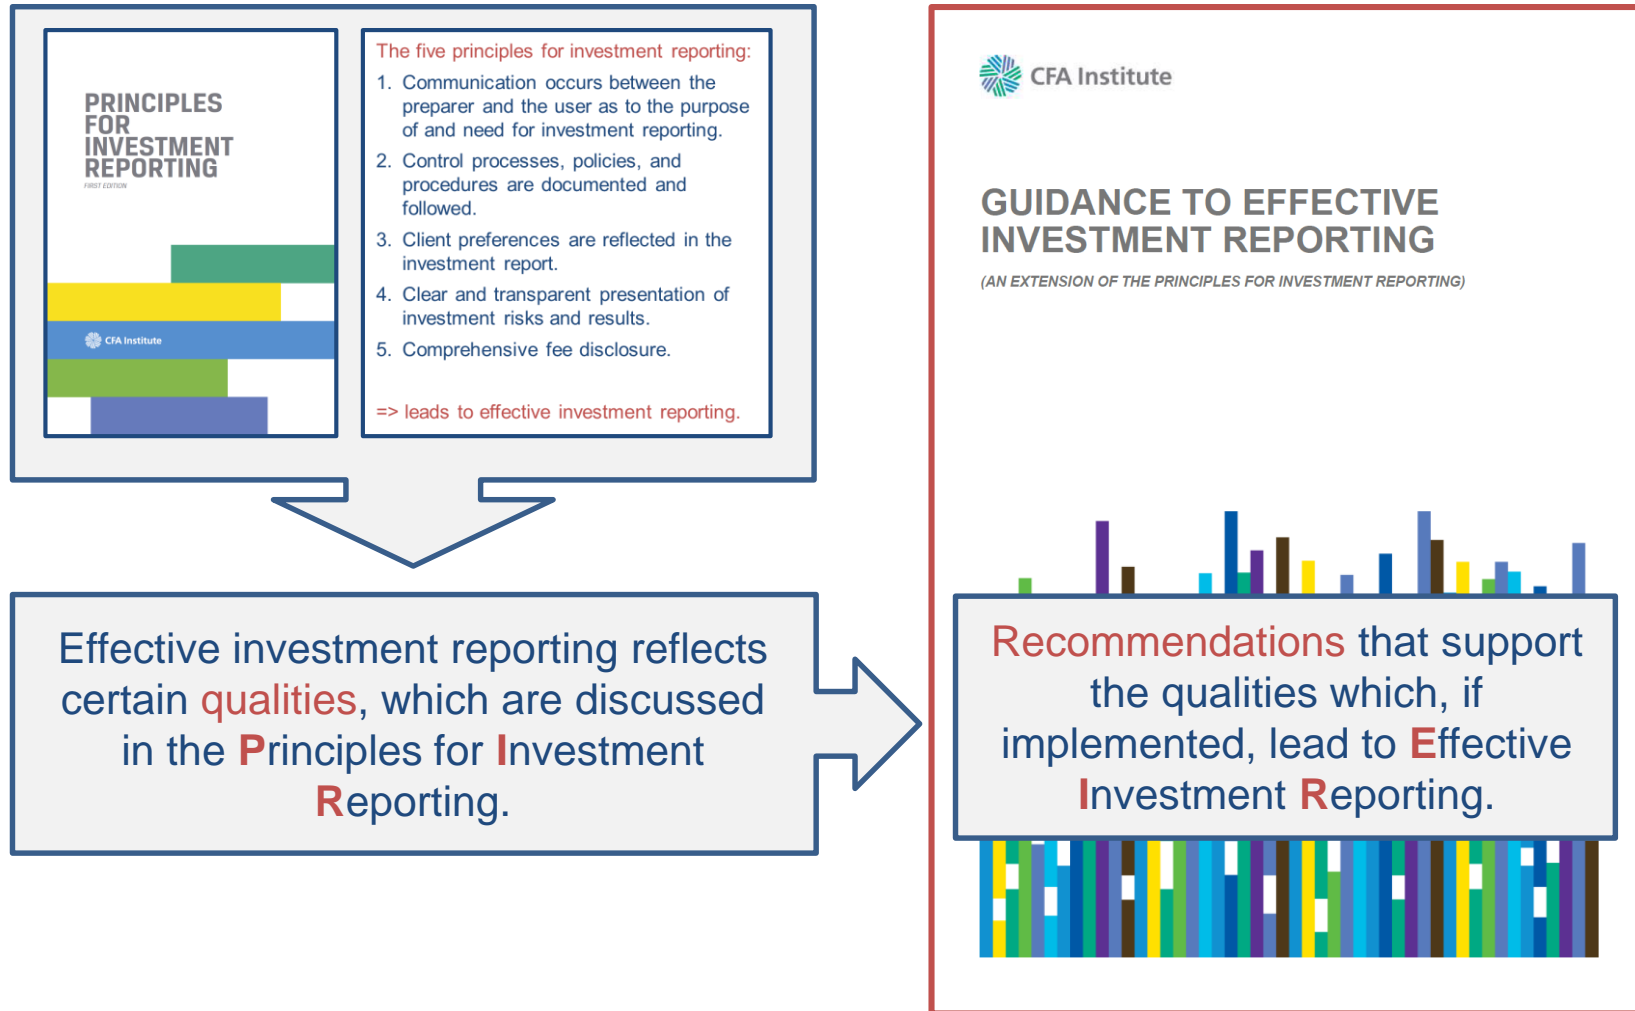 PRINCIPLES
FOR
INVESTMENT
REPORTING
FIRST EDITION
CFA Institute
The five principles for investment reporting:
1. Communication occurs between the
preparer and the user as to the purpose
of and need for investment reporting.
2. Control processes, policies, and
procedures are documented and
followed.
3. Client preferences are reflected in the
investment report.
4. Clear and transparent presentation of
investment risks and results.
5. Comprehensive fee disclosure.
=> leads to effective investment reporting.
Effective investment reporting reflects
certain qualities, which are discussed
in the Principles for Investment
Reporting.
CFA Institute
GUIDANCE TO EFFECTIVE
INVESTMENT REPORTING
(AN EXTENSION OF THE PRINCIPLES FOR INVESTMENT REPORTING)
Recommendations that support
the qualities which, if
implemented, lead to Effective
Investment Reporting.